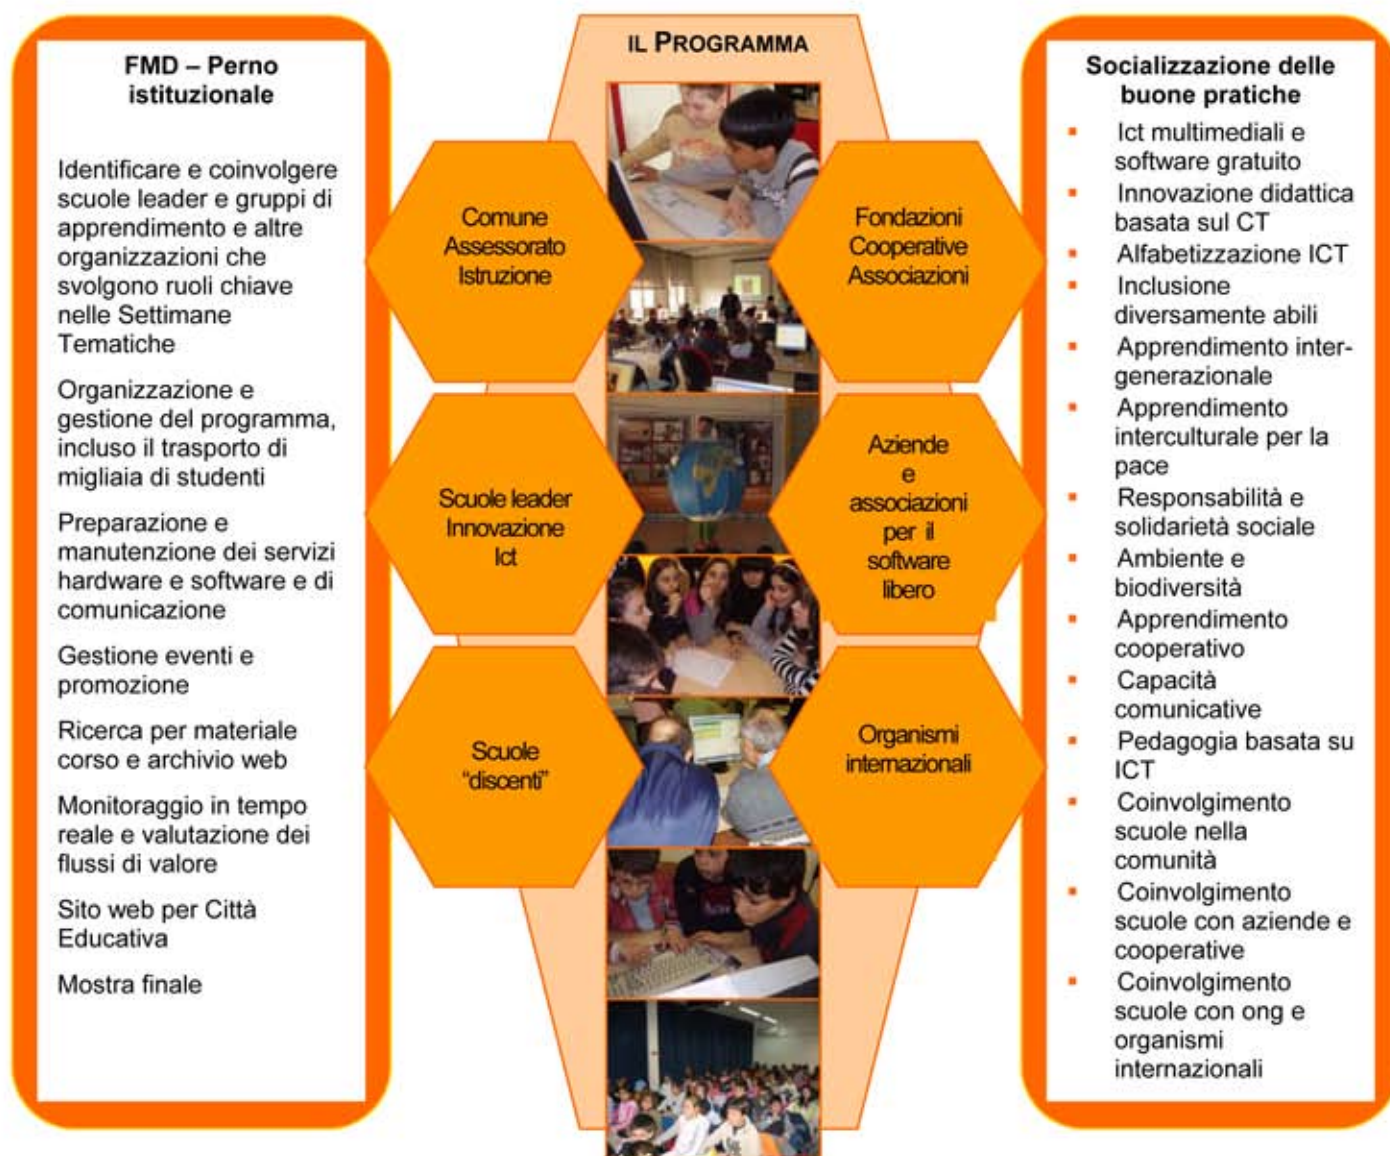 FMD – Perno
istituzionale
Identificare e coinvolgere
scuole leader e gruppi di
apprendimento e altre
organizzazioni che
svolgono ruoli chiave
nelle Settimane
Tematiche
Organizzazione e
gestione del programma,
incluso il trasporto di
migliaia di studenti
Preparazione e
manutenzione dei servizi
hardware e software e di
comunicazione
Gestione eventi e
promozione
Ricerca per materiale
corso e archivio web
Monitoraggio in tempo
reale e valutazione dei
flussi di valore
Sito web per Città
Educativa
Mostra finale
IL PROGRAMMA
Comune
Assessorato
Istruzione
Scuole leader
Innovazione
Ict
Scuole
“discenti”
Fondazioni
Cooperative
Associazioni
Aziende
e
associazioni
per il
software
libero
Organismi
internazionali
Socializzazione delle
buone pratiche
▪ Ict multimediali e
software gratuito
▪ Innovazione didattica
basata sul CT
▪ Alfabetizzazione ICT
▪ Inclusione
diversamente abili
▪ Apprendimento inter-
generazionale
▪ Apprendimento
interculturale per la
pace
▪ Responsabilità e
solidarietà sociale
▪ Ambiente e
biodiversità
▪ Apprendimento
cooperativo
▪ Capacità
comunicative
▪ Pedagogia basata su
ICT
▪ Coinvolgimento
scuole nella
comunità
▪ Coinvolgimento
scuole con aziende e
cooperative
▪ Coinvolgimento
scuole con ong e
organismi
internazionali